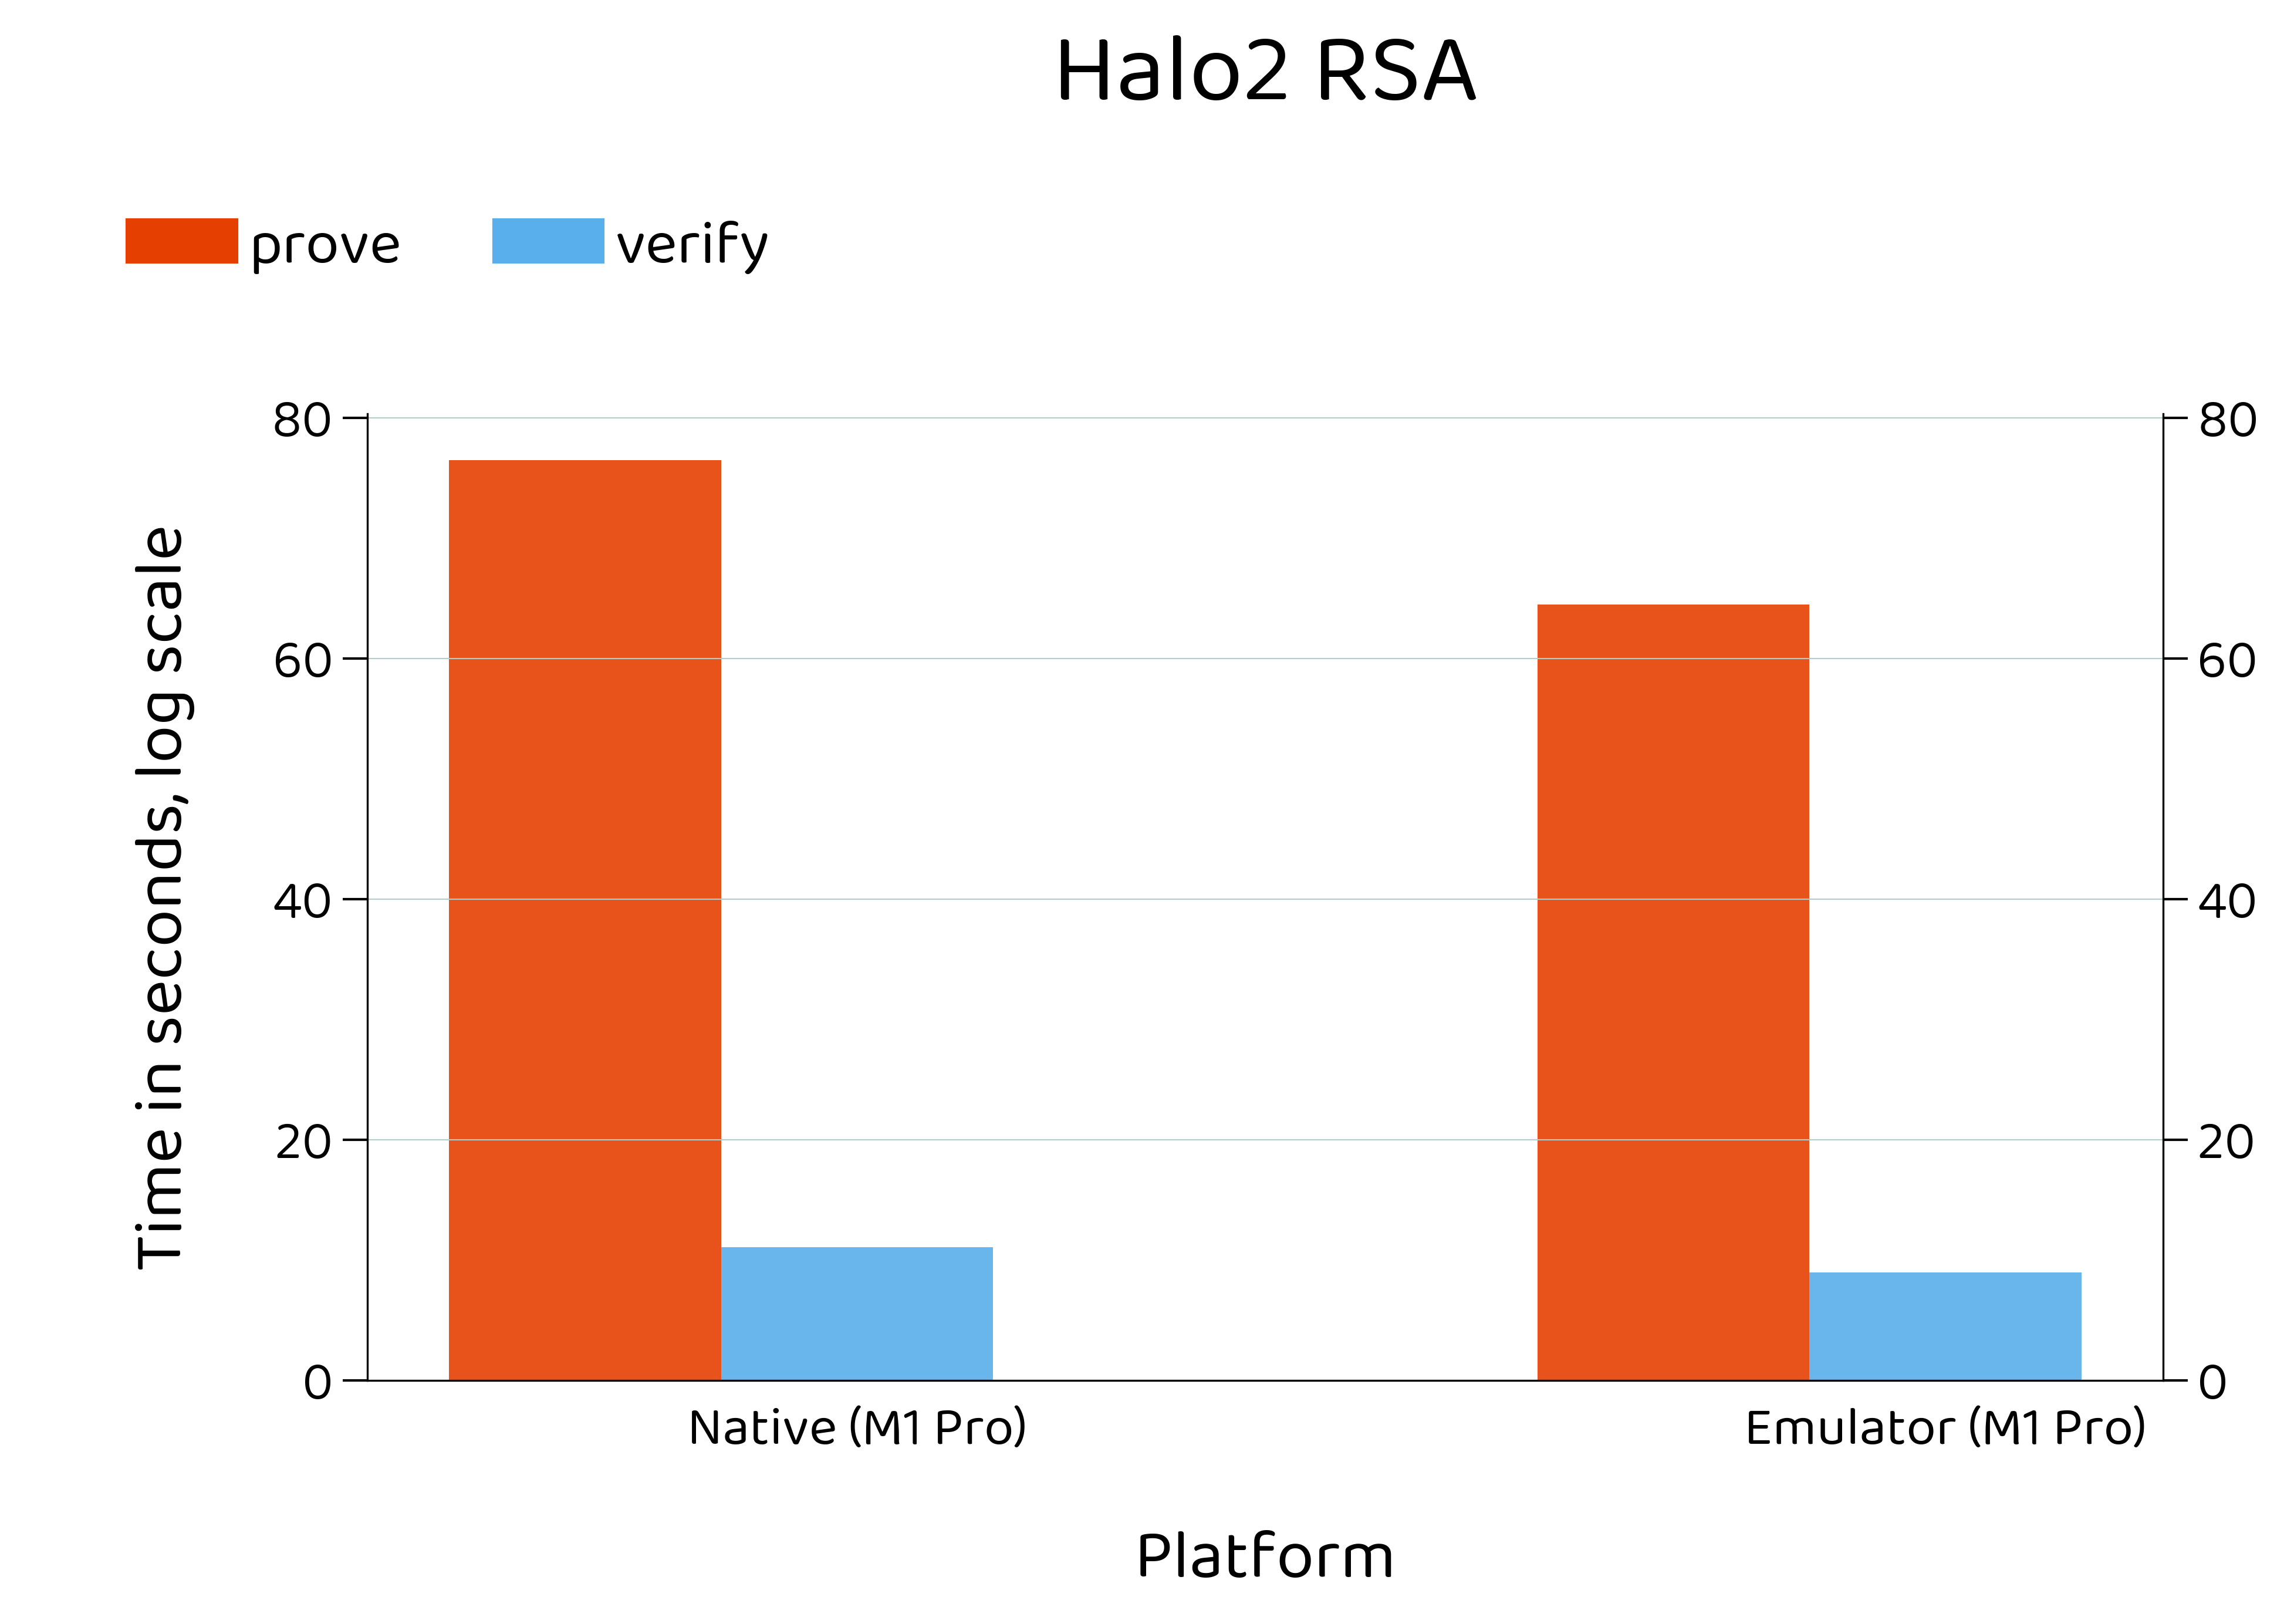 Halo2 RSA
prove
verify
Time in seconds, log scale
80
60
40
20
0
80
60
40
20
0
Native (M1 Pro)
Emulator (M1 Pro)
Platform